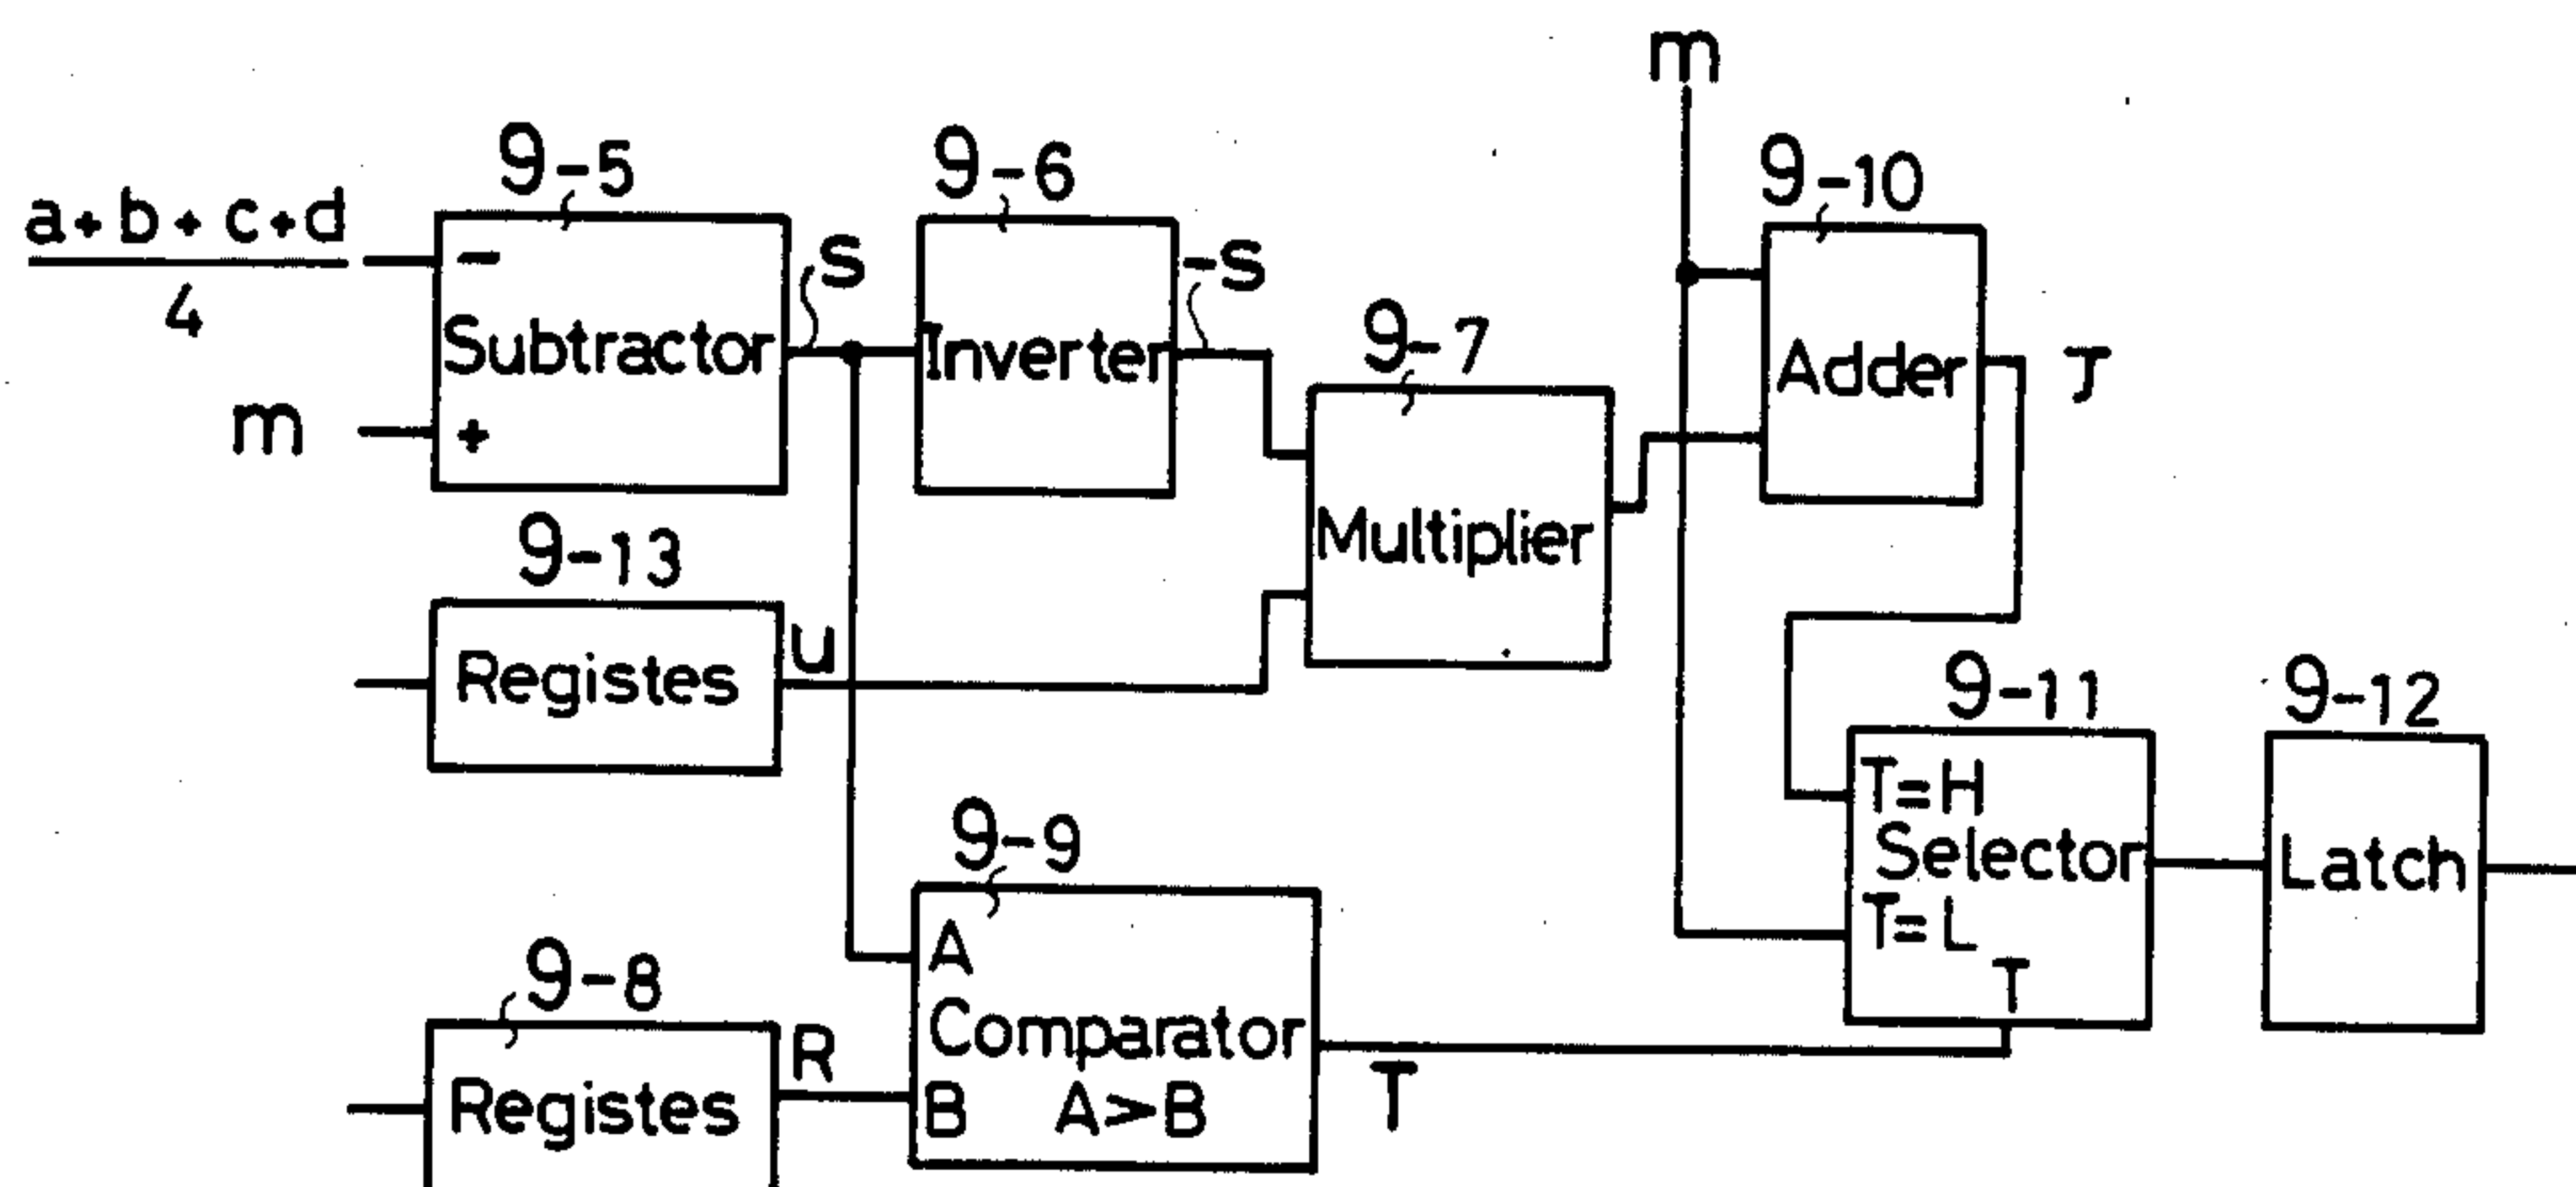 m
9-5
9-6
9-10
a+b+c+d
4
-
Subtractor
m
+
S
Inverter
-S
9-7
Multiplier
Adder
J
9-13
Registes
u
9-11
T=H
Selector
T=L
T
9-12
Latch
9-9
A
Comparator
B A>B
T
9-8
Registes
R